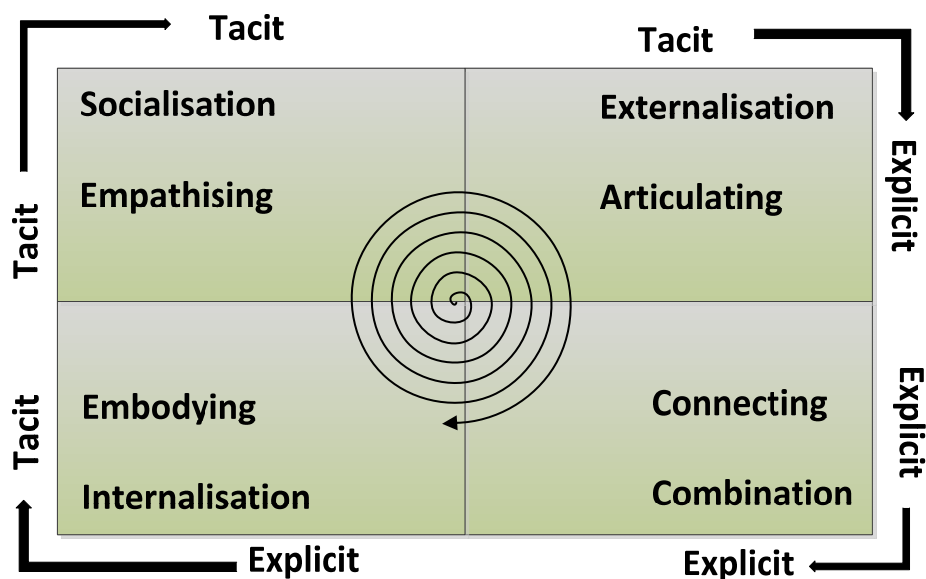 Tacit
Tacit
Socialisation
Externalisation
Explicit
Empathising
Articulating
Tacit
Embodying
Connecting
Explicit
Tacit
Internalisation
Combination
Explicit
Explicit